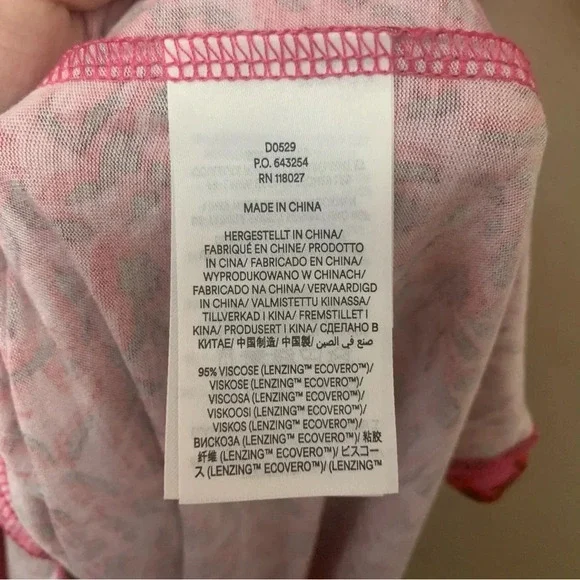 D0529
P.O. 643254
RN 118027
MADE IN CHINA
HERGESTELLT IN CHINA/
FABRIQUÉ EN CHINE/ PRODOTTO
IN CINA/ FABRICADO EN CHINA/
WYPRODUKOWANO W CHINACH/
FABRICADO NA CHINA/ VERVAARDIGD
IN CHINA/ VALMISTETTU KIINASSA/
TILLVERKAD I KINA/ FREMSTILLET I
KINA/ PRODUSERT I KINA/ СДЕЛАНО В
КИТАЕ/ 中国制造/ 中国製/ صنع في الصين
95% VISCOSE (LENZING™ ECOVERO™)/
VISKOSE (LENZING™ ECOVERO™)/
VISCOSA (LENZING™ ECOVERO™)/
VISKOOSI (LENZING™ ECOVERO™)/
VISKOS (LENZING™ ECOVERO™)/
ВИСКОЗА (LENZING™ ECOVERO™)/ 粘胶
纤维 (LENZING™ ECOVERO™)/ ビスコー
ス (LENZING™ ECOVERO™)/ (LENZING™